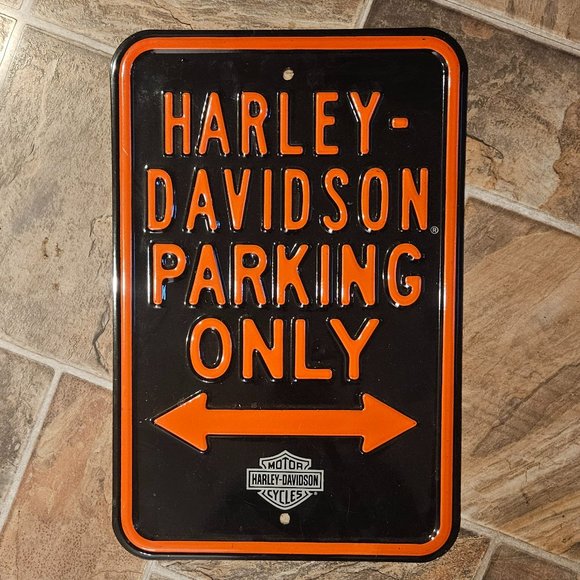 HARLEY-
DAVIDSON®
PARKING
ONLY
MOTOR
HARLEY-DAVIDSON
CYCLES®